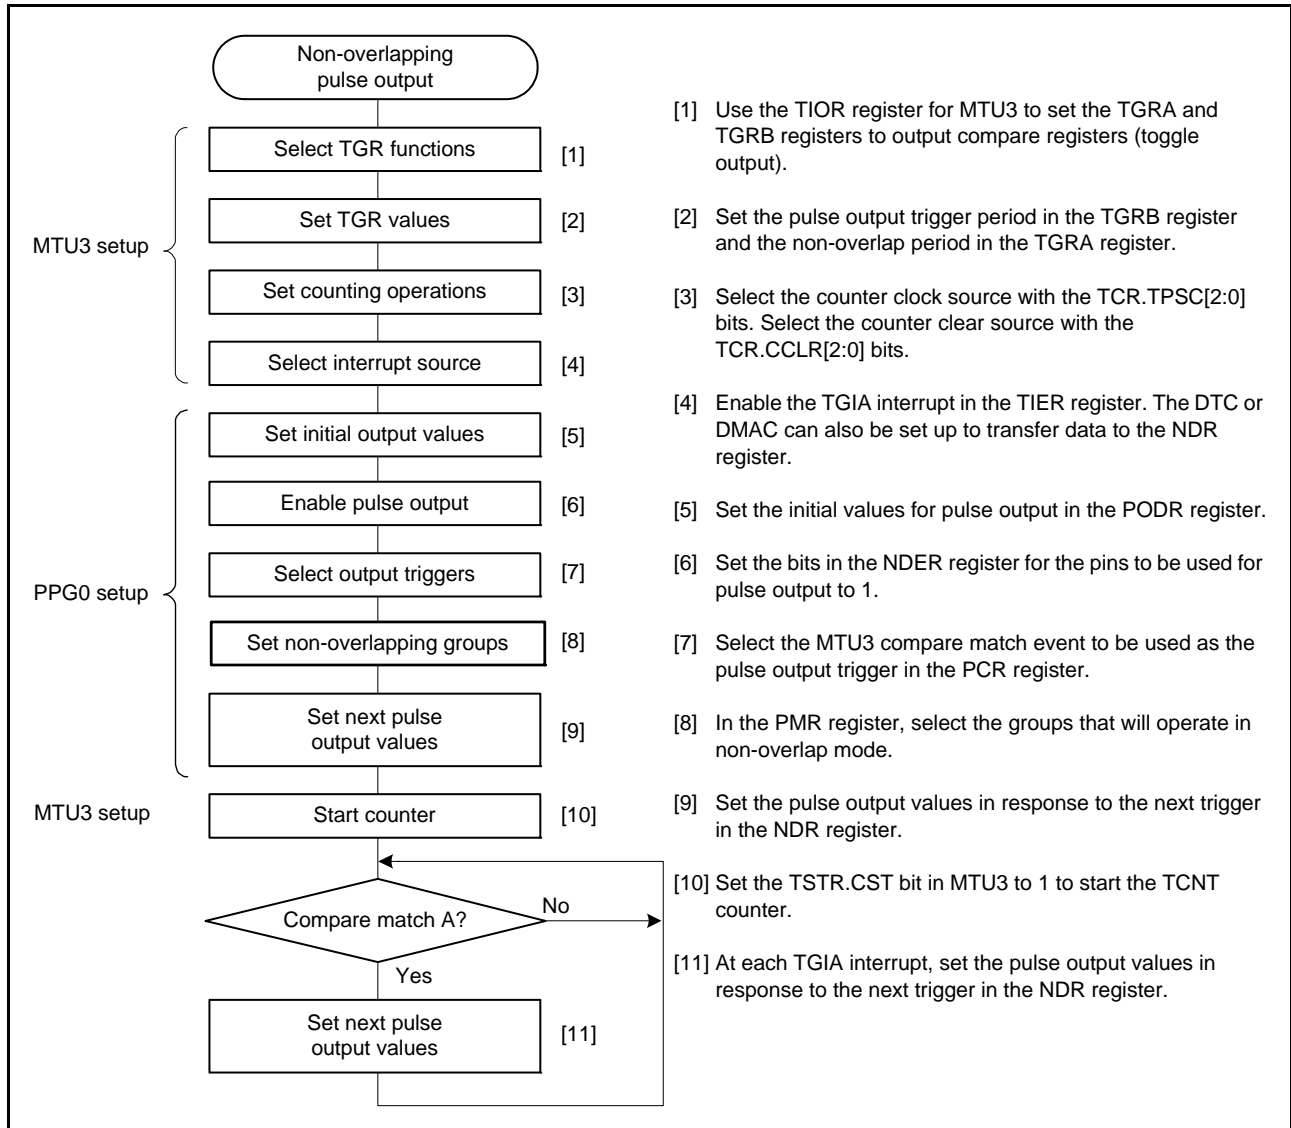 Non-overlapping
pulse output
MTU3 setup
Select TGR functions [1]
Set TGR values [2]
Set counting operations [3]
Select interrupt source [4]
PPG0 setup
Set initial output values [5]
Enable pulse output [6]
Select output triggers [7]
Set non-overlapping groups [8]
Set next pulse
output values [9]
MTU3 setup
Start counter [10]
Compare match A?
No
Yes
Set next pulse
output values [11]
[1] Use the TIOR register for MTU3 to set the TGRA and
TGRB registers to output compare registers (toggle
output).
[2] Set the pulse output trigger period in the TGRB register
and the non-overlap period in the TGRA register.
[3] Select the counter clock source with the TCR.TPSC[2:0]
bits. Select the counter clear source with the
TCR.CCLR[2:0] bits.
[4] Enable the TGIA interrupt in the TIER register. The DTC or
DMAC can also be set up to transfer data to the NDR
register.
[5] Set the initial values for pulse output in the PODR register.
[6] Set the bits in the NDER register for the pins to be used for
pulse output to 1.
[7] Select the MTU3 compare match event to be used as the
pulse output trigger in the PCR register.
[8] In the PMR register, select the groups that will operate in
non-overlap mode.
[9] Set the pulse output values in response to the next trigger
in the NDR register.
[10] Set the TSTR.CST bit in MTU3 to 1 to start the TCNT
counter.
[11] At each TGIA interrupt, set the pulse output values in
response to the next trigger in the NDR register.